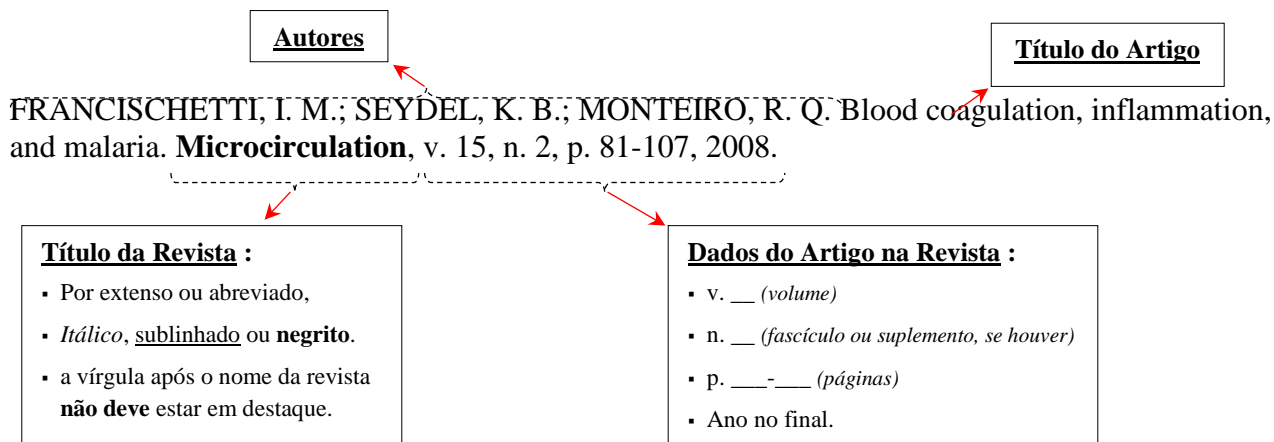 Autores
Título do Artigo
FRANCISCHETTI, I. M.; SEYDEL, K. B.; MONTEIRO, R. Q. Blood coagulation, inflammation,
and malaria. Microcirculation, v. 15, n. 2, p. 81-107, 2008.
Título da Revista :
▪ Por extenso ou abreviado,
▪ Itálico, sublinhado ou negrito.
▪ a vírgula após o nome da revista
não deve estar em destaque.
Dados do Artigo na Revista :
▪ v. __ (volume)
▪ n. __ (fascículo ou suplemento, se houver)
▪ p. ___-___ (páginas)
▪ Ano no final.